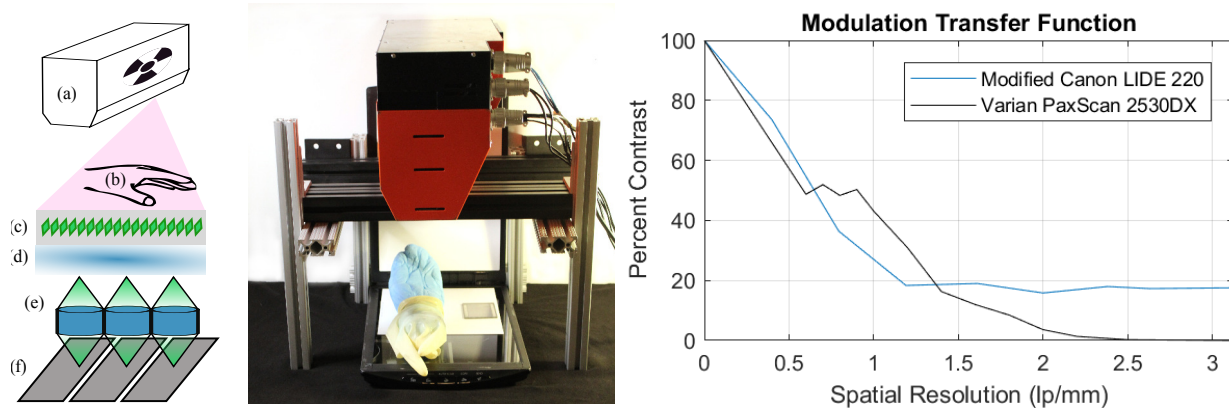 (a)
(b)
(c)
(d)
(e)
(f)
Modulation Transfer Function
Modified Canon LIDE 220
Varian PaxScan 2530DX
Percent Contrast
100
80
60
40
20
0
0 0.5 1 1.5 2 2.5 3
Spatial Resolution (lp/mm)